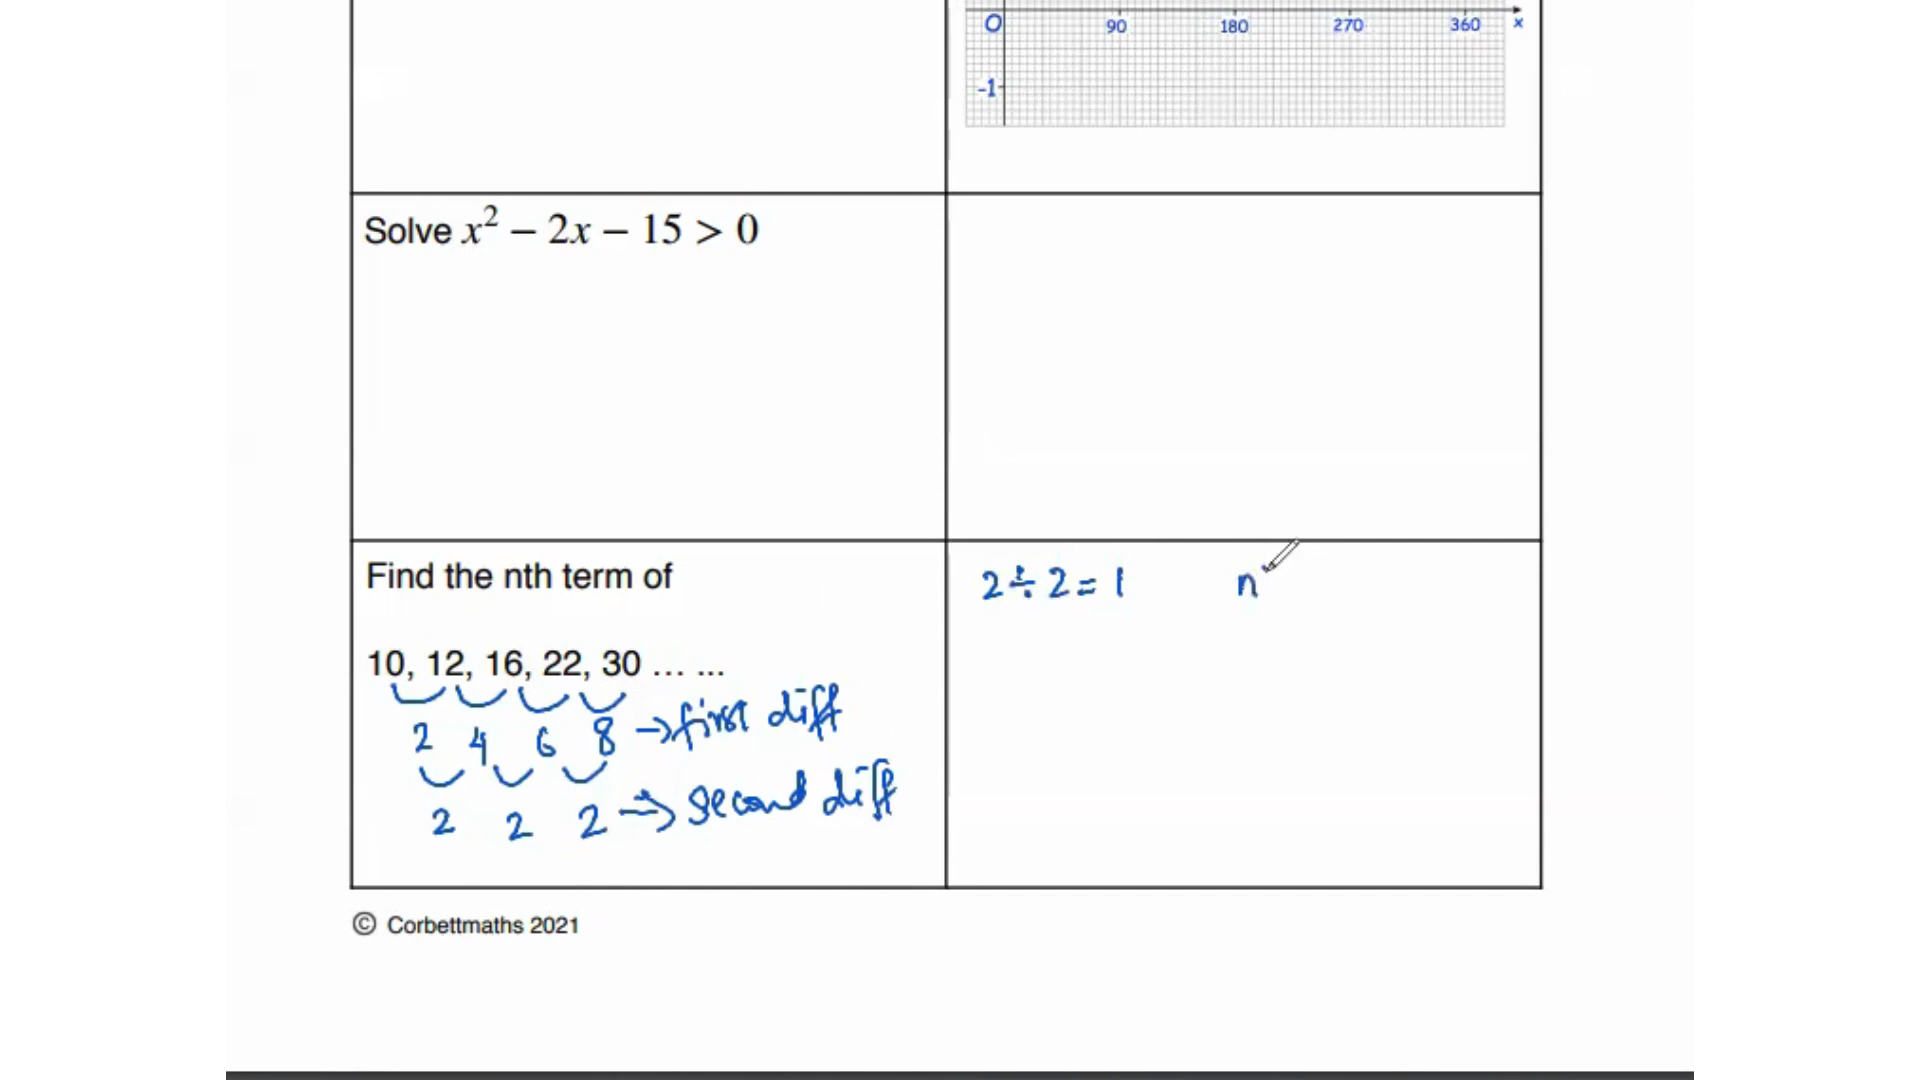 O 90 180 270 360 x
-1
Solve x² − 2x − 15 > 0
Find the nth term of
2 ÷ 2 = 1 n
10, 12, 16, 22, 30 … ...
2 4 6 8 → first diff
2 2 2 → second diff
© Corbettmaths 2021